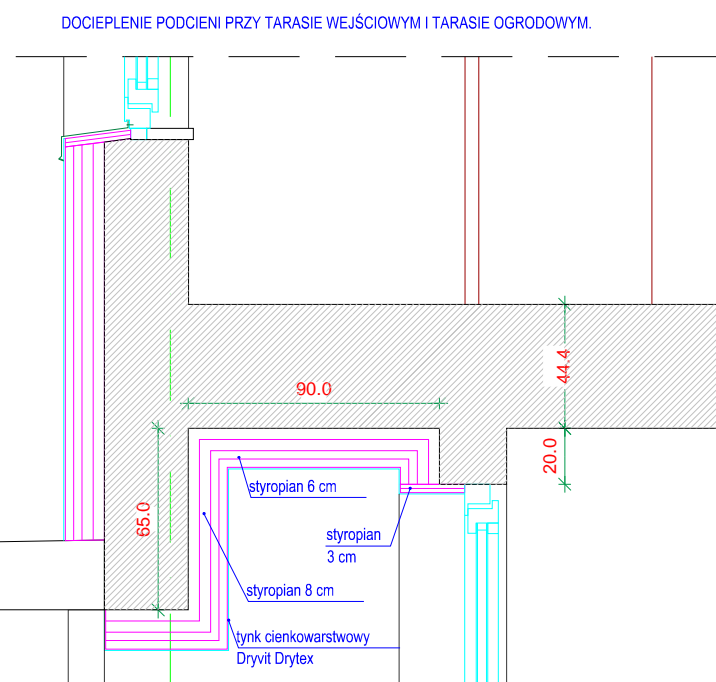 DOCIEPLENIE PODCIENI PRZY TARASIE WEJŚCIOWYM I TARASIE OGRODOWYM.
44.4
90.0
20.0
65.0
styropian 6 cm
styropian
3 cm
styropian 8 cm
tynk cienkowarstwowy
Dryvit Drytex